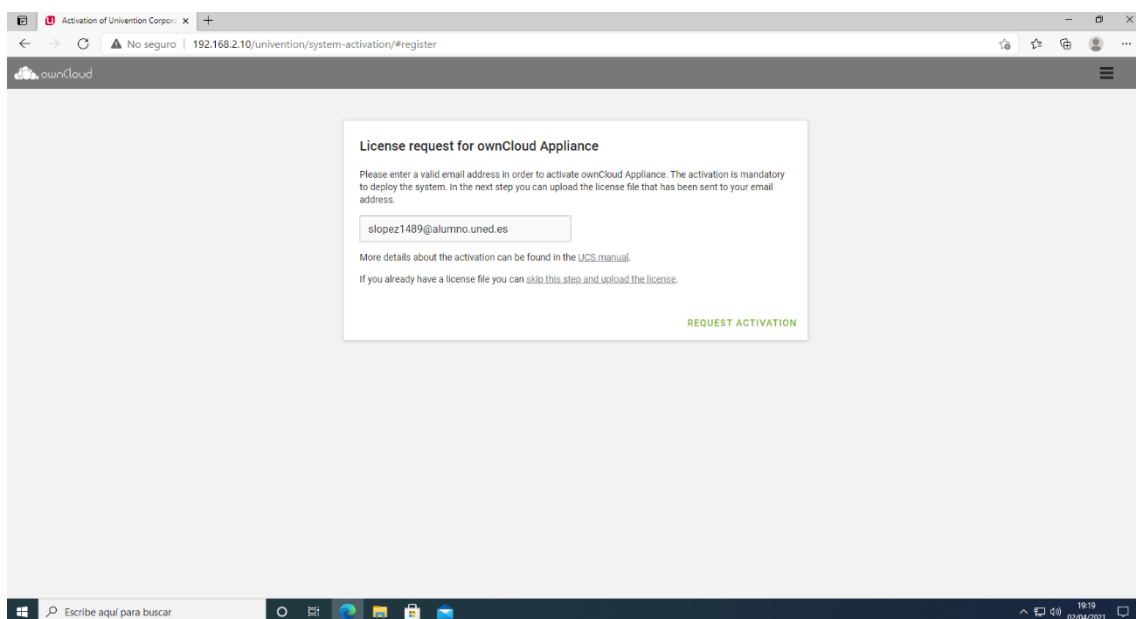 Activation of Univention Corpora
No seguro | 192.168.2.10/univention/system-activation/#register
ownCloud
License request for ownCloud Appliance
Please enter a valid email address in order to activate ownCloud Appliance. The activation is mandatory
to deploy the system. In the next step you can upload the license file that has been sent to your email
address.
slopez1489@alumno.uned.es
More details about the activation can be found in the UCS manual.
If you already have a license file you can skip this step and upload the license.
REQUEST ACTIVATION
Escribe aquí para buscar
19:19
02/04/2021